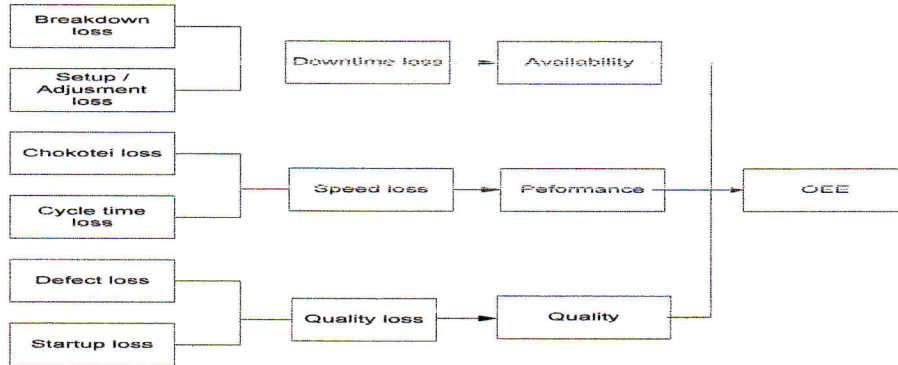 Breakdown
loss
Setup /
Adjusment
loss
Downtime loss
Availability
Chokotei loss
Cycle time
loss
Speed loss
Peformance
OEE
Defect loss
Startup loss
Quality loss
Quality